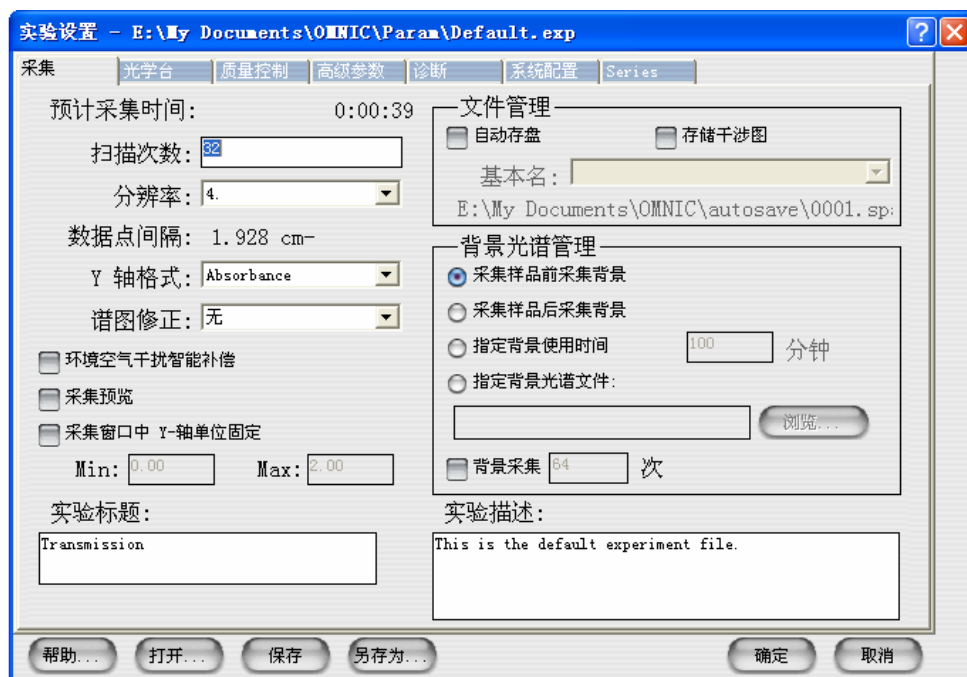 实验设置 - E:\My Documents\OMNIC\Param\Default.exp
采集 光学台 质量控制 高级参数 诊断 系统配置 Series
预计采集时间: 0:00:39
扫描次数: 32
分辨率: 4.
数据点间隔: 1.928 cm-
Y 轴格式: Absorbance
谱图修正: 无
环境空气干扰智能补偿
采集预览
采集窗口中 Y-轴单位固定
Min: 0.00 Max: 2.00
实验标题:
Transmission
文件管理
自动存盘 存储干涉图
基本名:
E:\My Documents\OMNIC\autosave\0001.sp
背景光谱管理
采集样品前采集背景
采集样品后采集背景
指定背景使用时间 100 分钟
指定背景光谱文件:
浏览...
背景采集 64 次
实验描述:
This is the default experiment file.
帮助... 打开... 保存 另存为... 确定 取消